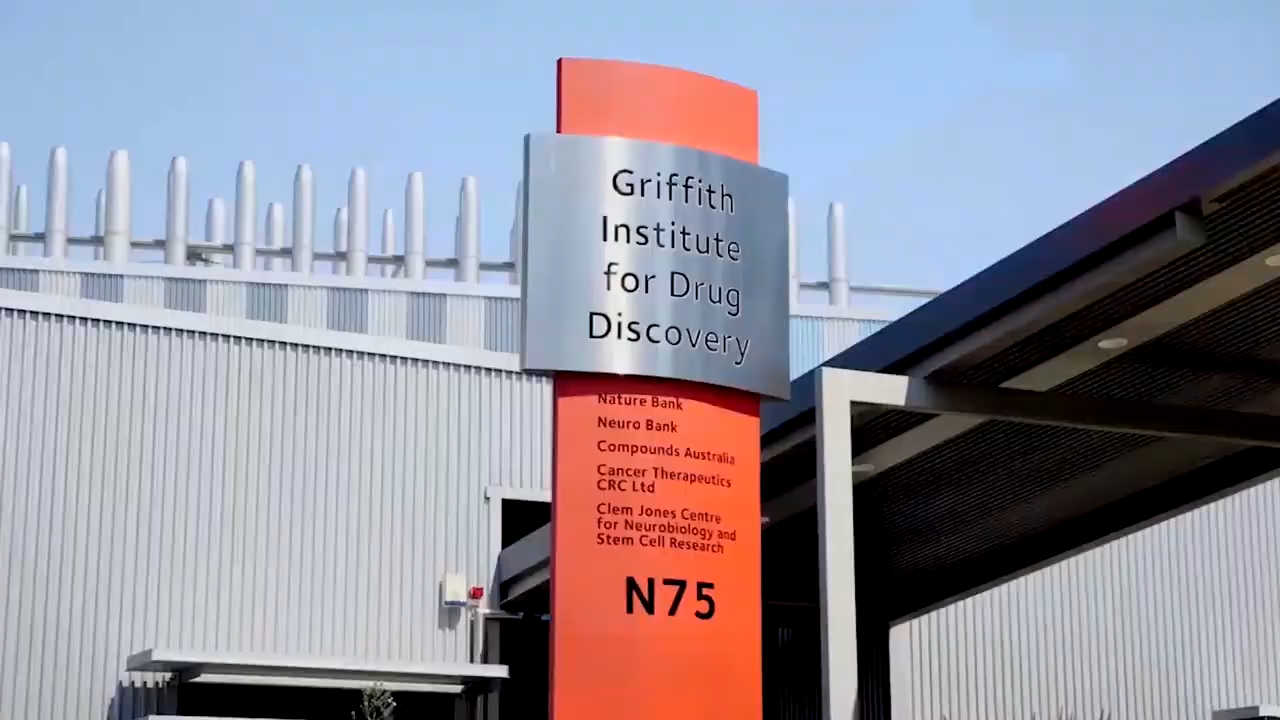 Griffith
Institute
for Drug
Discovery
Nature Bank
Neuro Bank
Compounds Australia
Cancer Therapeutics
CRC Ltd
Clem Jones Centre
for Neurobiology and
Stem Cell Research
N75